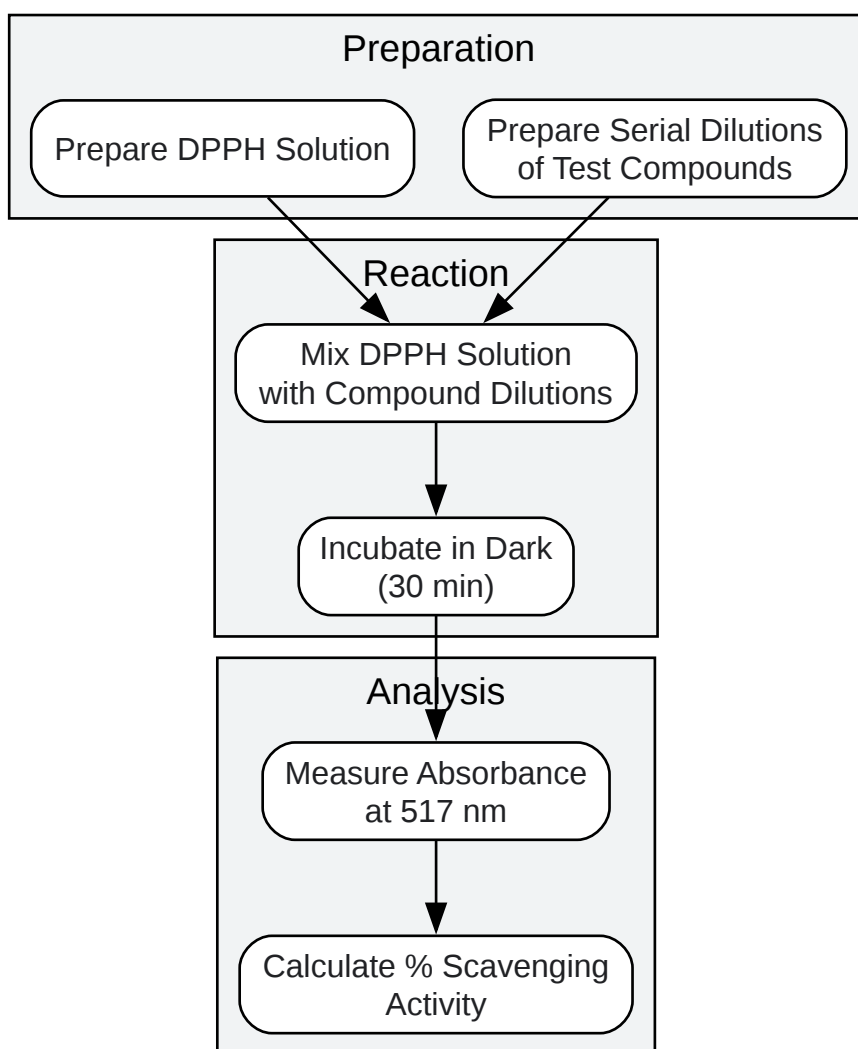 Preparation
Prepare DPPH Solution
Prepare Serial Dilutions
of Test Compounds
Reaction
Mix DPPH Solution
with Compound Dilutions
Incubate in Dark
(30 min)
Analysis
Measure Absorbance
at 517 nm
Calculate % Scavenging
Activity